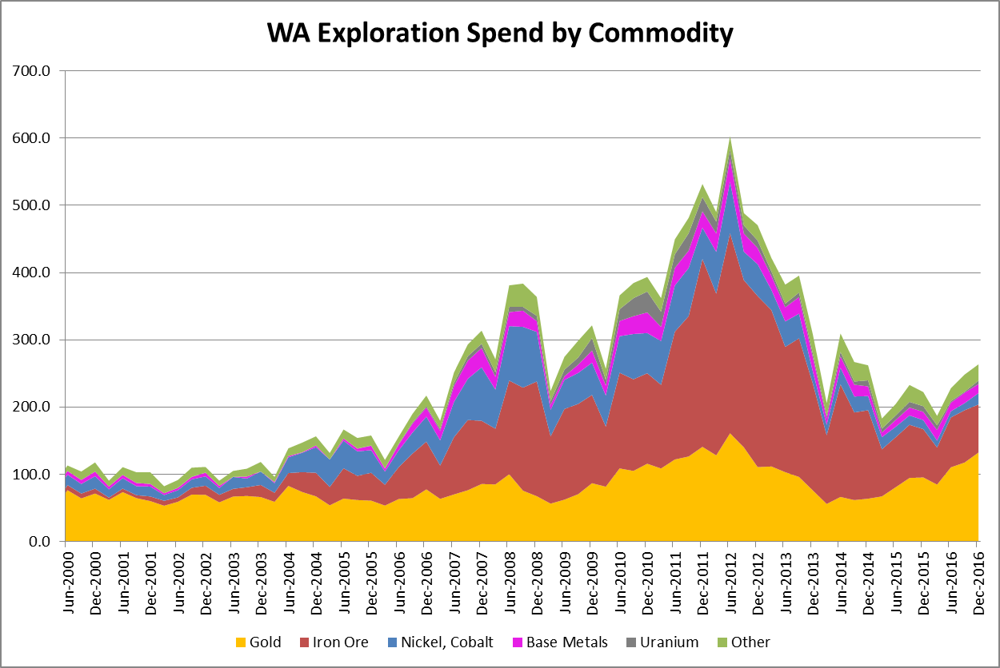 WA Exploration Spend by Commodity
700.0
600.0
500.0
400.0
300.0
200.0
100.0
0.0
Jun-2000
Dec-2000
Jun-2001
Dec-2001
Jun-2002
Dec-2002
Jun-2003
Dec-2003
Jun-2004
Dec-2004
Jun-2005
Dec-2005
Jun-2006
Dec-2006
Jun-2007
Dec-2007
Jun-2008
Dec-2008
Jun-2009
Dec-2009
Jun-2010
Dec-2010
Jun-2011
Dec-2011
Jun-2012
Dec-2012
Jun-2013
Dec-2013
Jun-2014
Dec-2014
Jun-2015
Dec-2015
Jun-2016
Dec-2016
Gold Iron Ore Nickel, Cobalt Base Metals Uranium Other